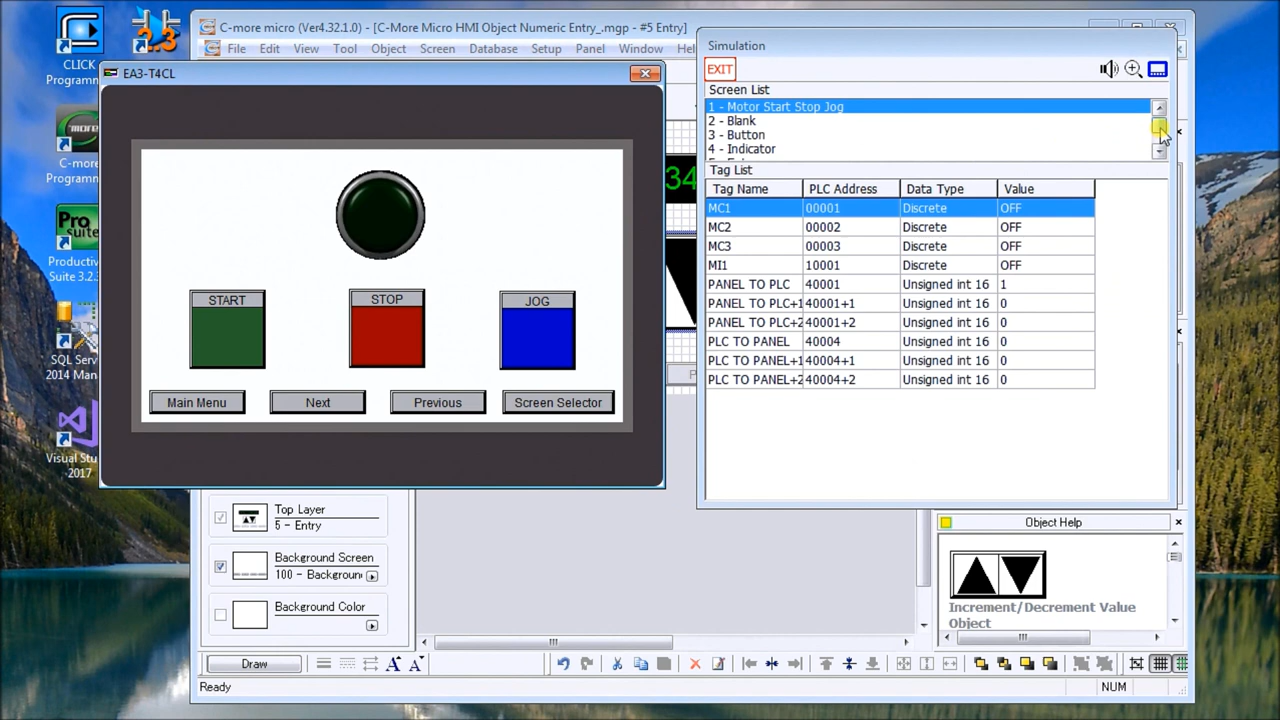 CLICK
Programm...
2.3
C-more
C-more
Programm...
Pro
suite
Productiv
Suite 3.2.
SQL Serv
2014 Man
Visual Stu
2017
C-more micro (Ver4.32.1.0) - [C-More Micro HMI Object Numeric Entry_.mgp - #5 Entry]
File Edit View Tool Object Screen Database Setup Panel Window Hel
EA3-T4CL
START
STOP
JOG
Main Menu
Next
Previous
Screen Selector
34
P
Simulation
EXIT
Screen List
1 - Motor Start Stop Jog
2 - Blank
3 - Button
4 - Indicator
Tag List
Tag Name PLC Address Data Type Value
MC1 00001 Discrete OFF
MC2 00002 Discrete OFF
MC3 00003 Discrete OFF
MI1 10001 Discrete OFF
PANEL TO PLC 40001 Unsigned int 16 1
PANEL TO PLC+1 40001+1 Unsigned int 16 0
PANEL TO PLC+2 40001+2 Unsigned int 16 0
PLC TO PANEL 40004 Unsigned int 16 0
PLC TO PANEL+1 40004+1 Unsigned int 16 0
PLC TO PANEL+2 40004+2 Unsigned int 16 0
Top Layer
5 - Entry
Background Screen
100 - Backgroun
Background Color
Object Help
Increment/Decrement Value
Object
Draw
A A
Ready
NUM